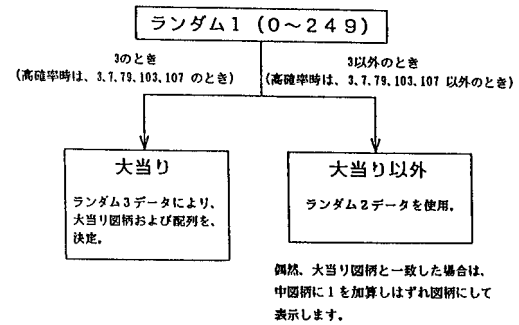 ランダム1(0〜249)
3のとき
(高確率時は、3,7,79,103,107 のとき)
3以外のとき
(高確率時は、3,7,79,103,107 以外のとき)
大当り
ランダム3データにより、
大当り図柄および配列を、
決定。
大当り以外
ランダム2データを使用。
偶然、大当り図柄と一致した場合は、
中図柄に1を加算しはずれ図柄にして
表示します。